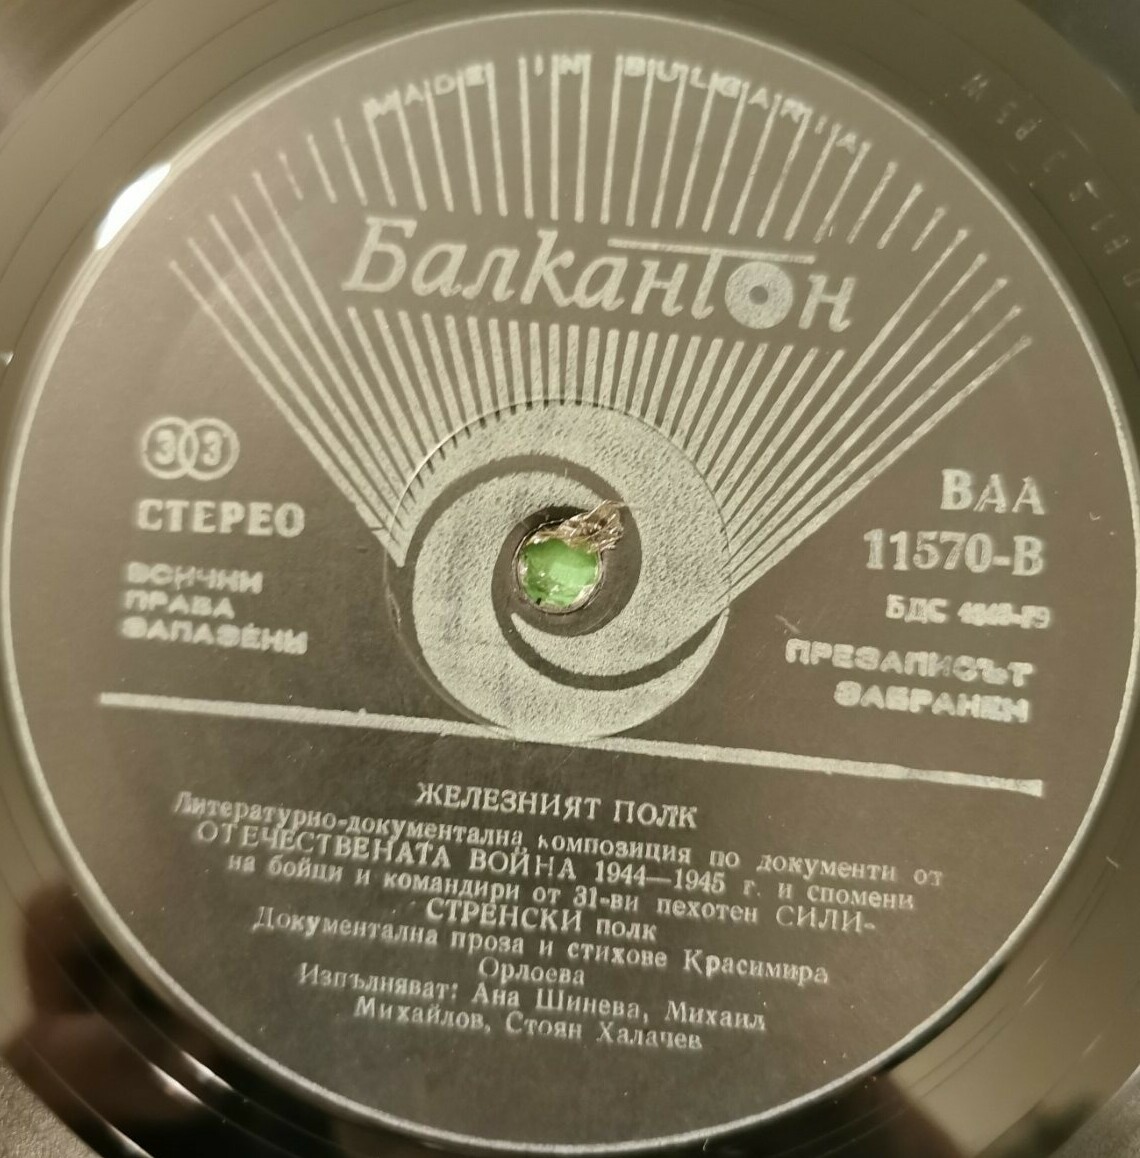 MADE IN BULGARIA
Балкантон
33
СТЕРЕО
ВСИЧКИ
ПРАВА
ЗАПАЗЕНИ
ВАА
11570-В
БДС
ПРЕЗАПИСЪТ
ЗАБРАНЕН
ЖЕЛЕЗНИЯТ ПОЛК
Литературно-документална композиция по документи от
ОТЕЧЕСТВЕНАТА ВОЙНА 1944—1945 г. и спомени
на бойци и командири от 31-ви пехотен СИЛИ-
СТРЕНСКИ полк
Документална проза и стихове Красимира
Орлоева
Изпълняват: Ана Шинева, Михаил
Михайлов, Стоян Халачев